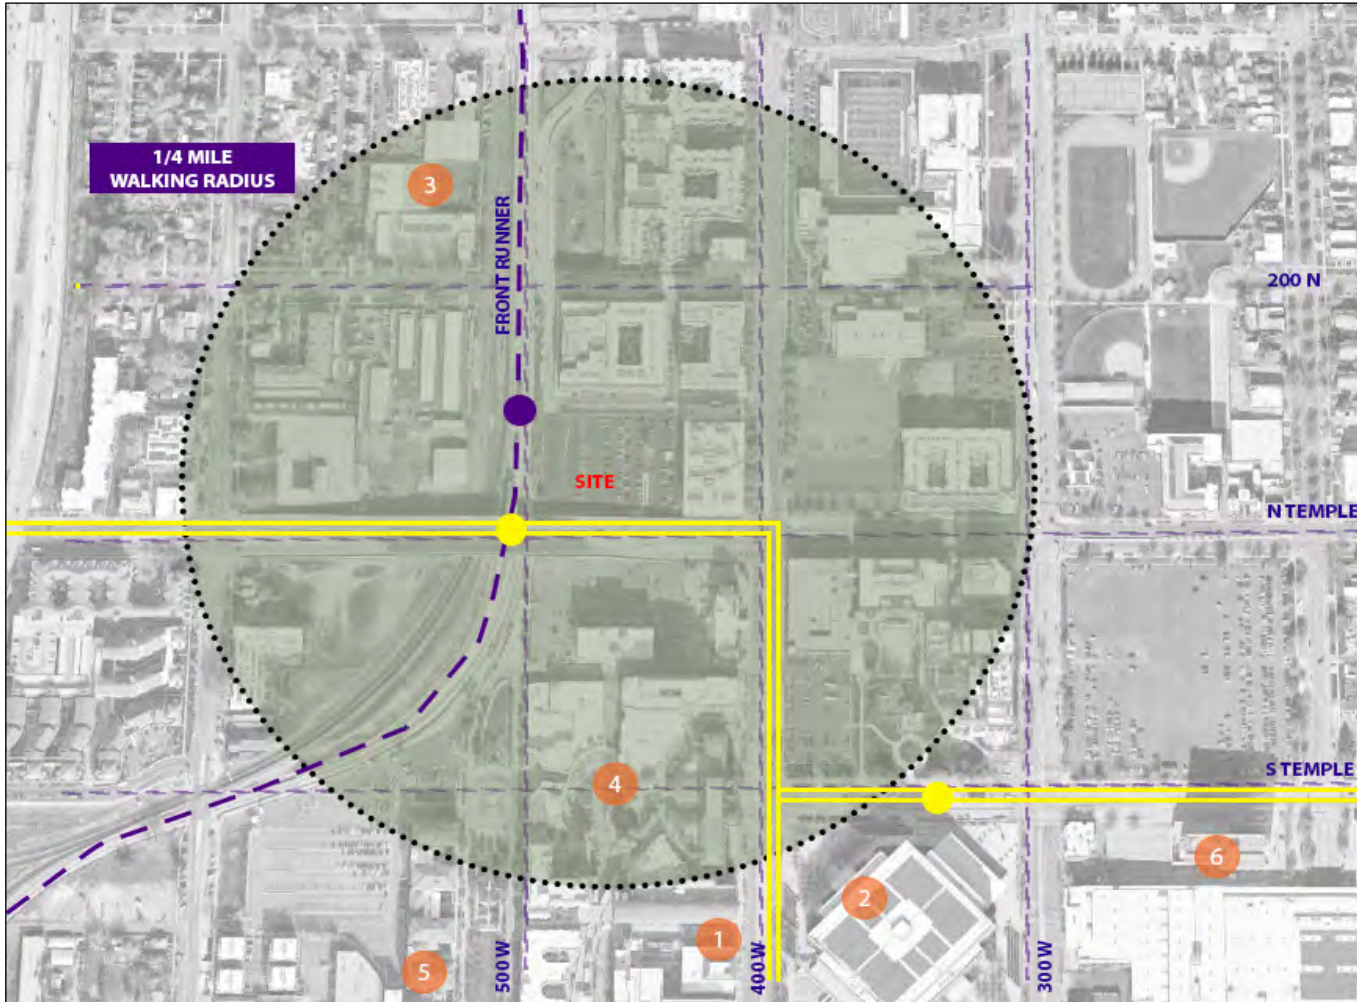 1/4 MILE
WALKING RADIUS
3
FRONT RUNNER
200 N
SITE
N TEMPLE
4
S TEMPLE
6
2
1
5
500 W
400 W
300 W